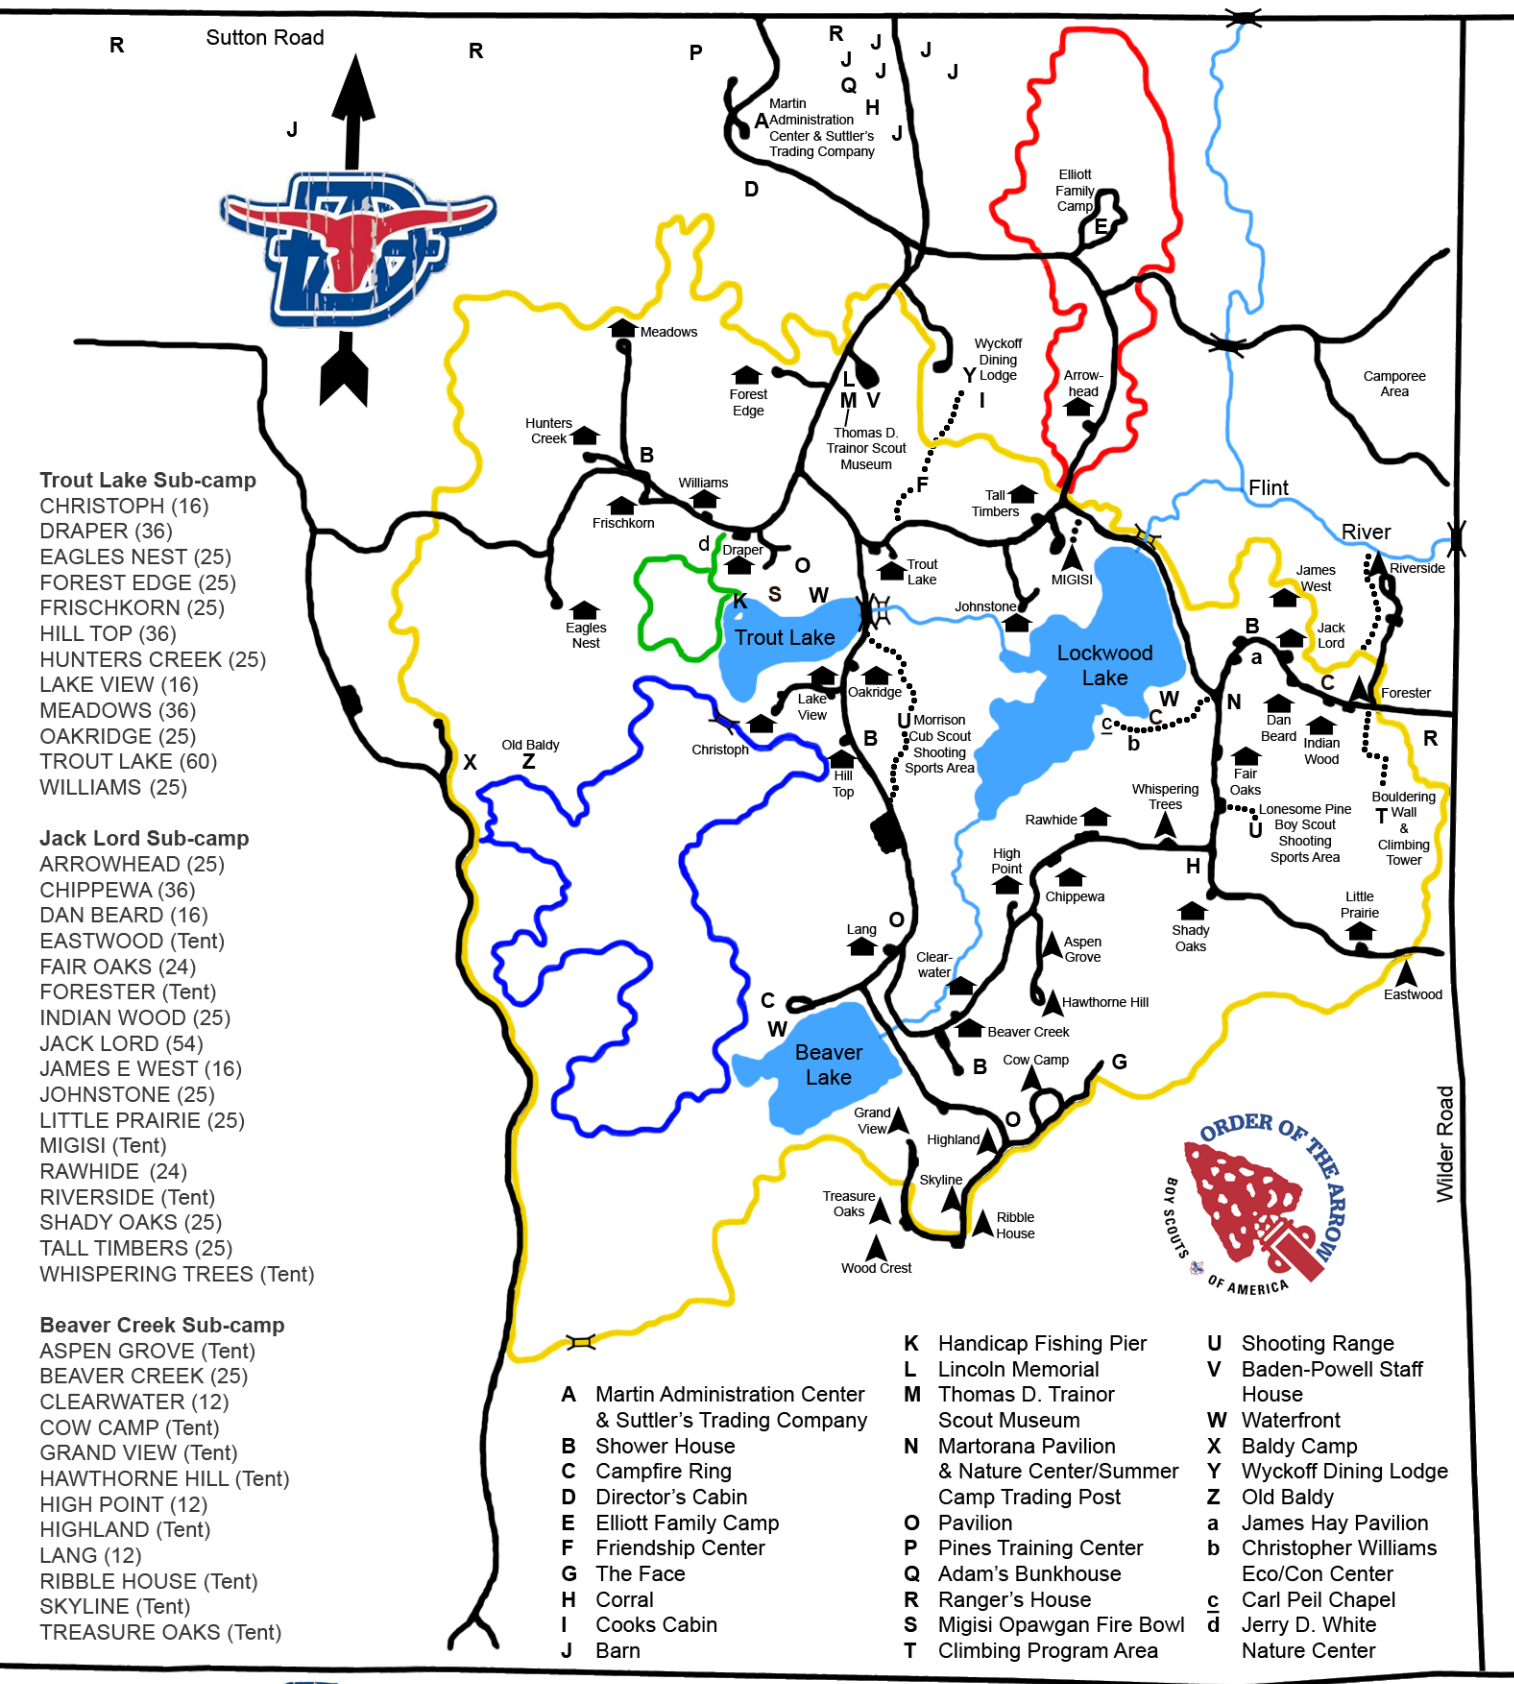 Sutton Road
R
R
P
R
J
J
J
J
J
Q
H
J
J
A
Martin
Administration
Center & Suttler's
Trading Company
D
Elliott
Family
Camp
E
Meadows
Forest
Edge
L
M V
Thomas D.
Trainor Scout
Museum
Wyckoff
Dining
Lodge
Y
I
Arrow-
head
Camporee
Area
Hunters
Creek
B
Williams
Frischkorn
F
Tall
Timbers
Flint
River
d
Draper
O
S
W
K
Trout Lake
Trout
Lake
MIGISI
Johnstone
James
West
Riverside
Eagles
Nest
Lockwood
Lake
B
a
Jack
Lord
C
Forester
Lake
View
Oakridge
Christoph
U
Morrison
Cub Scout
Shooting
Sports Area
W
C
c
b
N
Dan
Beard
Indian
Wood
R
X
Old Baldy
Z
B
Hill
Top
Fair
Oaks
Whispering
Trees
Rawhide
U
Lonesome Pine
Boy Scout
Shooting
Sports Area
Bouldering
Wall
&
Climbing
Tower
T
High
Point
Chippewa
H
Shady
Oaks
Little
Prairie
O
Lang
Clear-
water
Aspen
Grove
Hawthorne Hill
Eastwood
C
W
Beaver Creek
Beaver
Lake
B
Cow Camp
G
Grand
View
Highland
O
Skyline
Treasure
Oaks
Ribble
House
Wood Crest
Wilder Road
ORDER OF THE ARROW
BOY SCOUTS
OF AMERICA
Trout Lake Sub-camp
CHRISTOPH (16)
DRAPER (36)
EAGLES NEST (25)
FOREST EDGE (25)
FRISCHKORN (25)
HILL TOP (36)
HUNTERS CREEK (25)
LAKE VIEW (16)
MEADOWS (36)
OAKRIDGE (25)
TROUT LAKE (60)
WILLIAMS (25)
Jack Lord Sub-camp
ARROWHEAD (25)
CHIPPEWA (36)
DAN BEARD (16)
EASTWOOD (Tent)
FAIR OAKS (24)
FORESTER (Tent)
INDIAN WOOD (25)
JACK LORD (54)
JAMES E WEST (16)
JOHNSTONE (25)
LITTLE PRAIRIE (25)
MIGISI (Tent)
RAWHIDE (24)
RIVERSIDE (Tent)
SHADY OAKS (25)
TALL TIMBERS (25)
WHISPERING TREES (Tent)
Beaver Creek Sub-camp
ASPEN GROVE (Tent)
BEAVER CREEK (25)
CLEARWATER (12)
COW CAMP (Tent)
GRAND VIEW (Tent)
HAWTHORNE HILL (Tent)
HIGH POINT (12)
HIGHLAND (Tent)
LANG (12)
RIBBLE HOUSE (Tent)
SKYLINE (Tent)
TREASURE OAKS (Tent)
A Martin Administration Center
& Suttler's Trading Company
B Shower House
C Campfire Ring
D Director's Cabin
E Elliott Family Camp
F Friendship Center
G The Face
H Corral
I Cooks Cabin
J Barn
K Handicap Fishing Pier
L Lincoln Memorial
M Thomas D. Trainor
Scout Museum
N Martorana Pavilion
& Nature Center/Summer
Camp Trading Post
O Pavilion
P Pines Training Center
Q Adam's Bunkhouse
R Ranger's House
S Migisi Opawgan Fire Bowl
T Climbing Program Area
U Shooting Range
V Baden-Powell Staff
House
W Waterfront
X Baldy Camp
Y Wyckoff Dining Lodge
Z Old Baldy
a James Hay Pavilion
b Christopher Williams
Eco/Con Center
c Carl Peil Chapel
d Jerry D. White
Nature Center